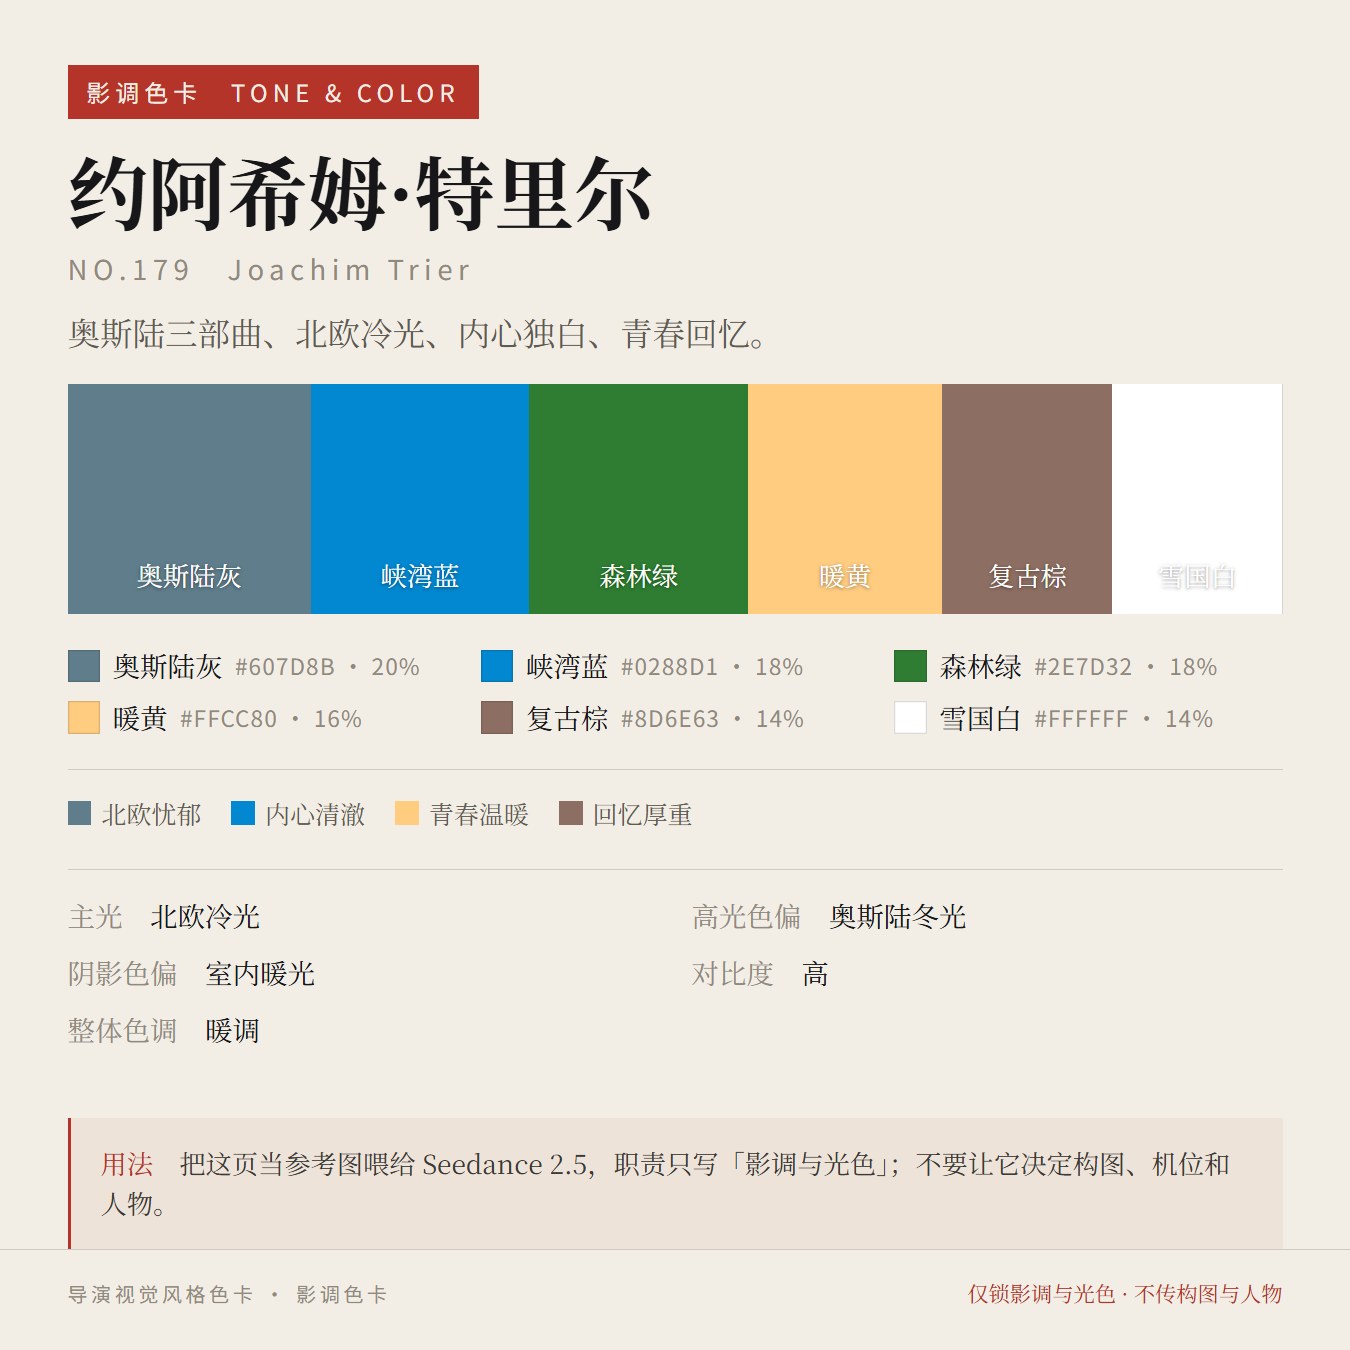 影调色卡 TONE & COLOR
约阿希姆·特里尔
NO.179 Joachim Trier
奥斯陆三部曲、北欧冷光、内心独白、青春回忆。
奥斯陆灰 峡湾蓝 森林绿 暖黄 复古棕 雪国白
奥斯陆灰 #607D8B · 20% 峡湾蓝 #0288D1 · 18% 森林绿 #2E7D32 · 18%
暖黄 #FFCC80 · 16% 复古棕 #8D6E63 · 14% 雪国白 #FFFFFF · 14%
北欧忧郁 内心清澈 青春温暖 回忆厚重
主光 北欧冷光 高光色偏 奥斯陆冬光
阴影色偏 室内暖光 对比度 高
整体色调 暖调
用法 把这页当参考图喂给 Seedance 2.5，职责只写「影调与光色」；不要让它决定构图、机位和
人物。
导演视觉风格色卡 · 影调色卡 仅锁影调与光色 · 不传构图与人物